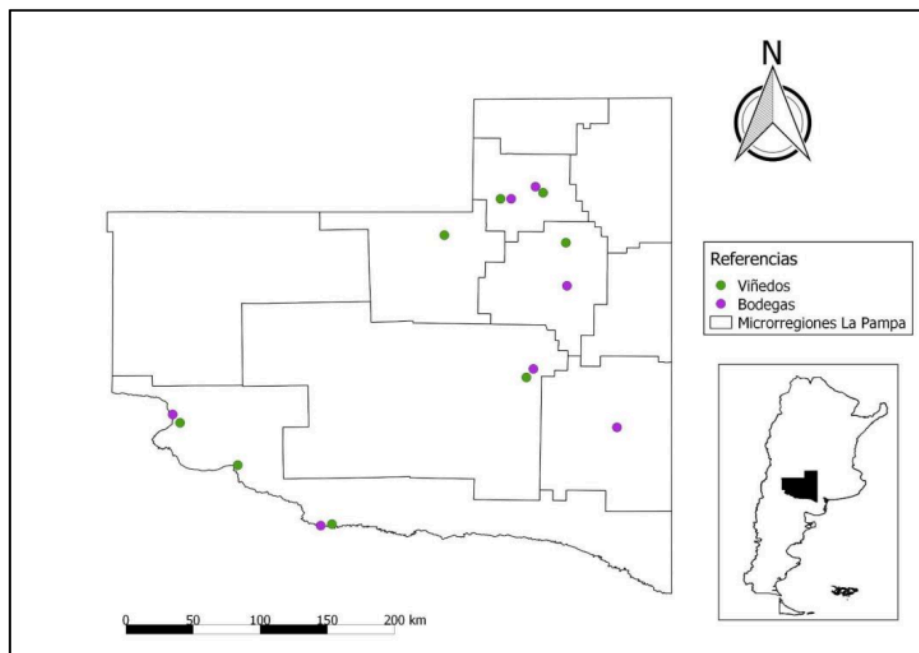 N
Referencias
Viñedos
Bodegas
Microrregiones La Pampa
0 50 100 150 200 km